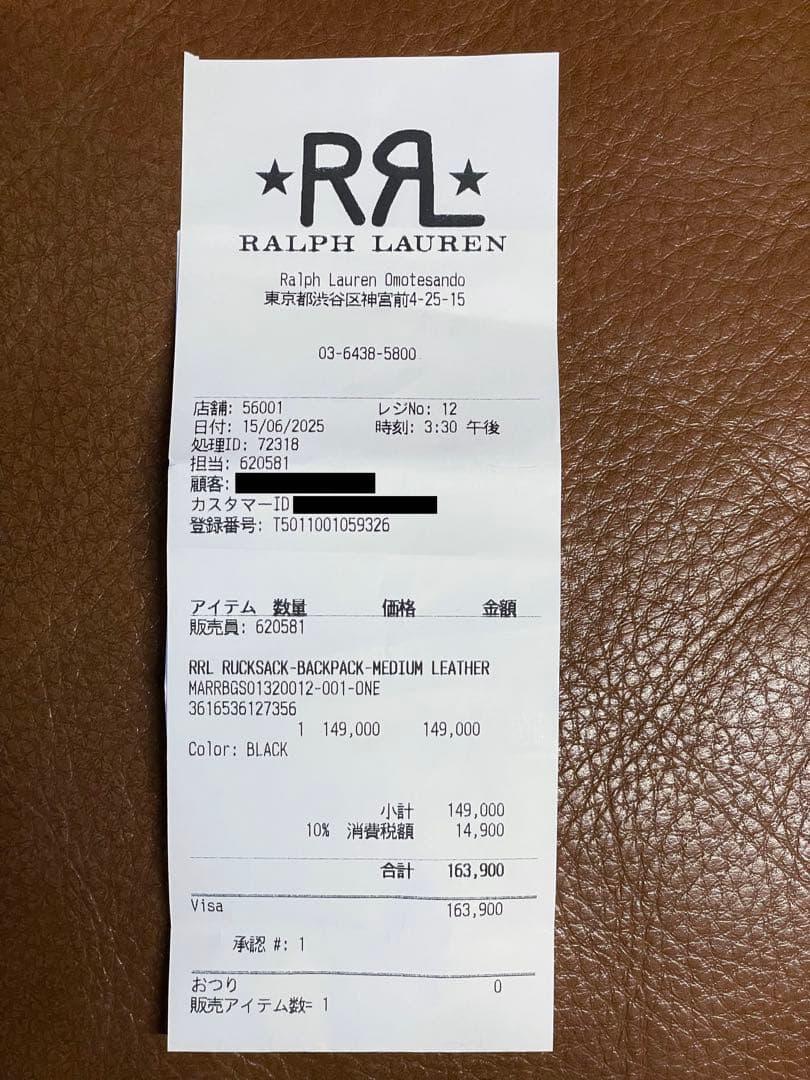 ★RRL★
RALPH LAUREN
Ralph Lauren Omotesando
東京都渋谷区神宮前4-25-15
03-6438-5800
店舗: 56001 レジNo: 12
日付: 15/06/2025 時刻: 3:30 午後
処理ID: 72318
担当: 620581
顧客:
カスタマーID
登録番号: T5011001059326
アイテム 数量 価格 金額
販売員: 620581
RRL RUCKSACK-BACKPACK-MEDIUM LEATHER
MARRBGS01320012-001-ONE
3616536127356
1 149,000 149,000
Color: BLACK
小計 149,000
10% 消費税額 14,900
合計 163,900
Visa 163,900
承認 #: 1
おつり 0
販売アイテム数= 1